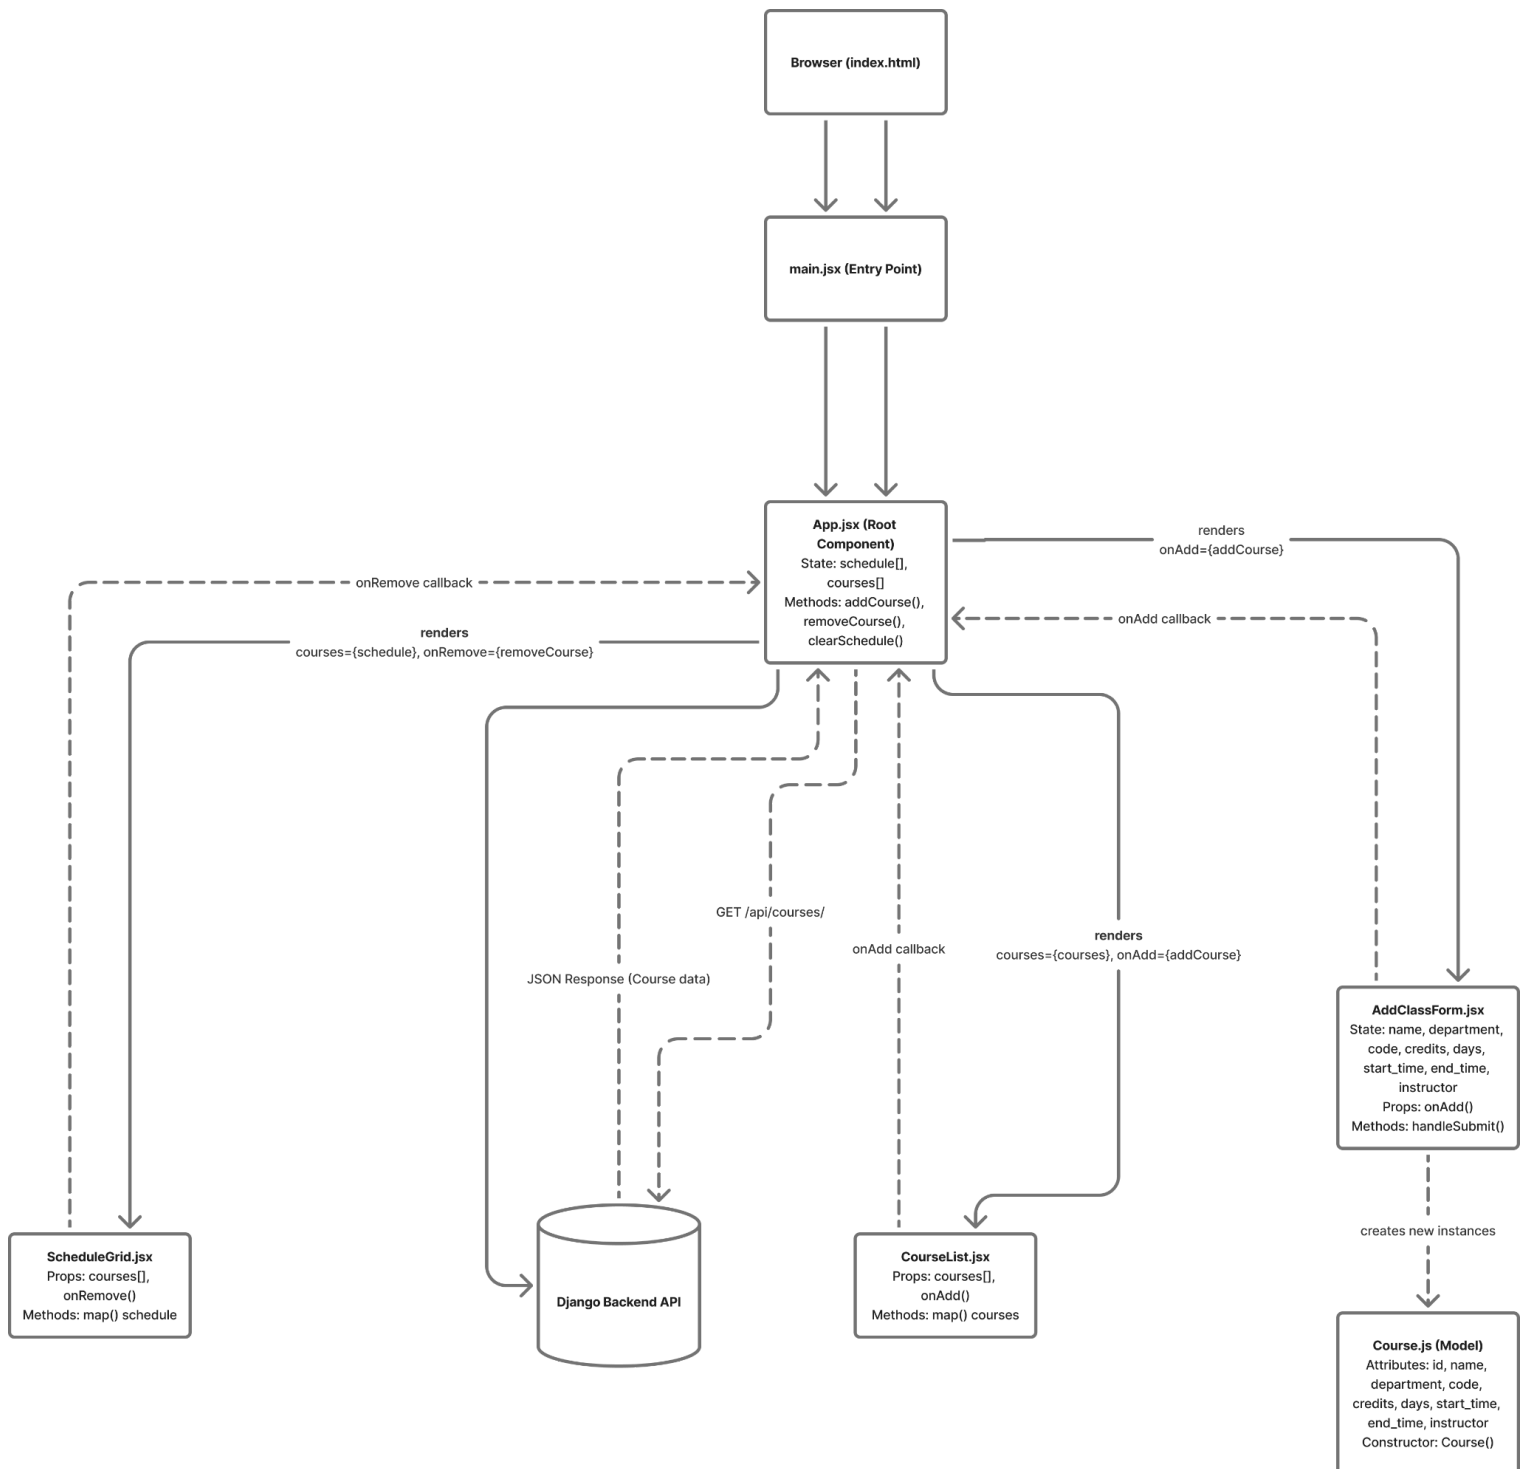 Browser (index.html)
main.jsx (Entry Point)
App.jsx (Root
Component)
State: schedule[],
courses[]
Methods: addCourse(),
removeCourse(),
clearSchedule()
renders
onAdd={addCourse}
onRemove callback
onAdd callback
renders
courses={schedule}, onRemove={removeCourse}
GET /api/courses/
JSON Response (Course data)
onAdd callback
renders
courses={courses}, onAdd={addCourse}
AddClassForm.jsx
State: name, department,
code, credits, days,
start_time, end_time,
instructor
Props: onAdd()
Methods: handleSubmit()
creates new instances
ScheduleGrid.jsx
Props: courses[],
onRemove()
Methods: map() schedule
Django Backend API
CourseList.jsx
Props: courses[],
onAdd()
Methods: map() courses
Course.js (Model)
Attributes: id, name,
department, code,
credits, days, start_time,
end_time, instructor
Constructor: Course()